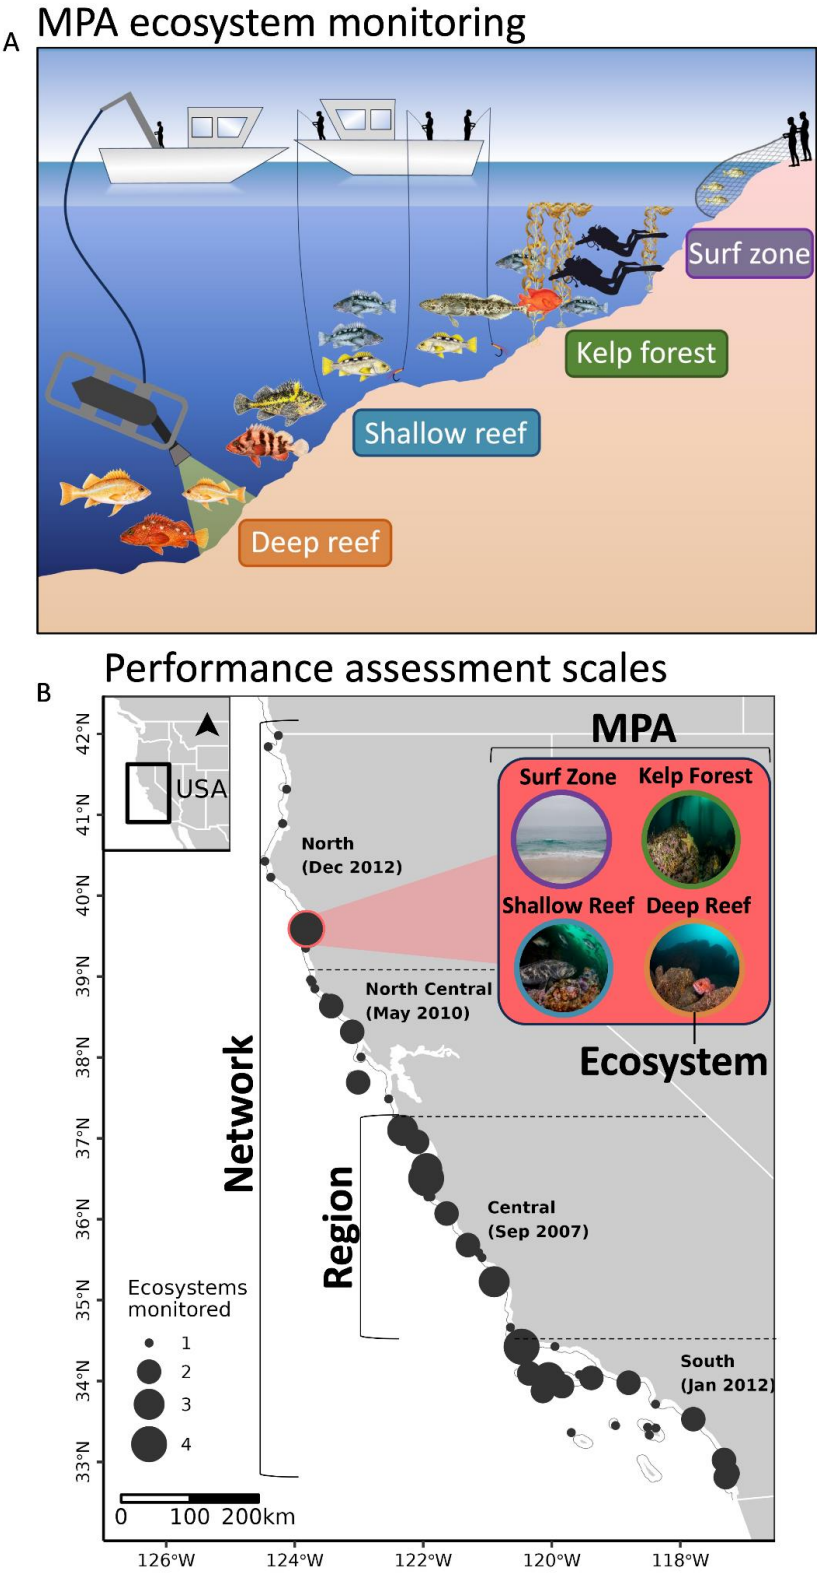 MPA ecosystem monitoring
A
Surf zone
Kelp forest
Shallow reef
Deep reef
Performance assessment scales
B
MPA
Surf Zone
Kelp Forest
Shallow Reef
Deep Reef
Ecosystem
USA
North
(Dec 2012)
North Central
(May 2010)
Central
(Sep 2007)
South
(Jan 2012)
Network
Region
Ecosystems
monitored
1
2
3
4
0 100 200km
42°N
41°N
40°N
39°N
38°N
37°N
36°N
35°N
34°N
33°N
126°W 124°W 122°W 120°W 118°W